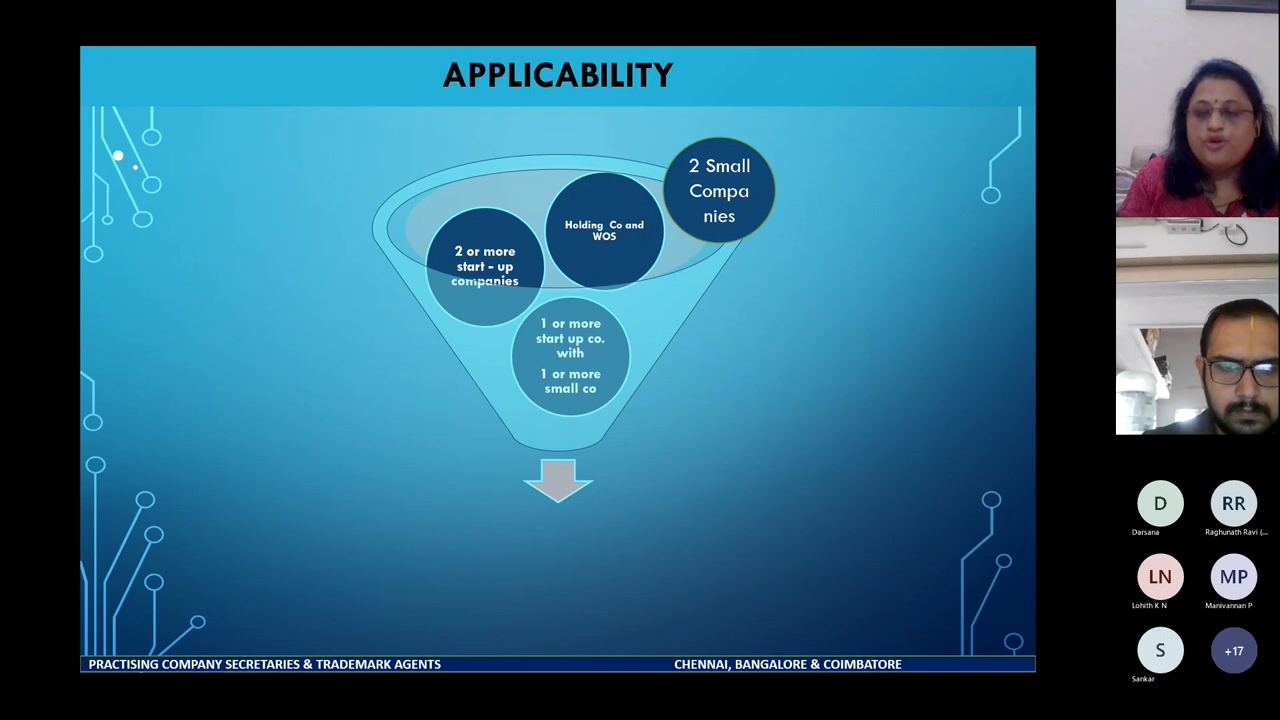 APPLICABILITY
2 Small
Compa
nies
Holding Co and
WOS
2 or more
start - up
companies
1 or more
start up co.
with
1 or more
small co
PRACTISING COMPANY SECRETARIES & TRADEMARK AGENTS
CHENNAI, BANGALORE & COIMBATORE
D
Darsana
RR
Raghunath Ravi (...
LN
Lohith K N
MP
Manivannan P
S
Sankar
+17